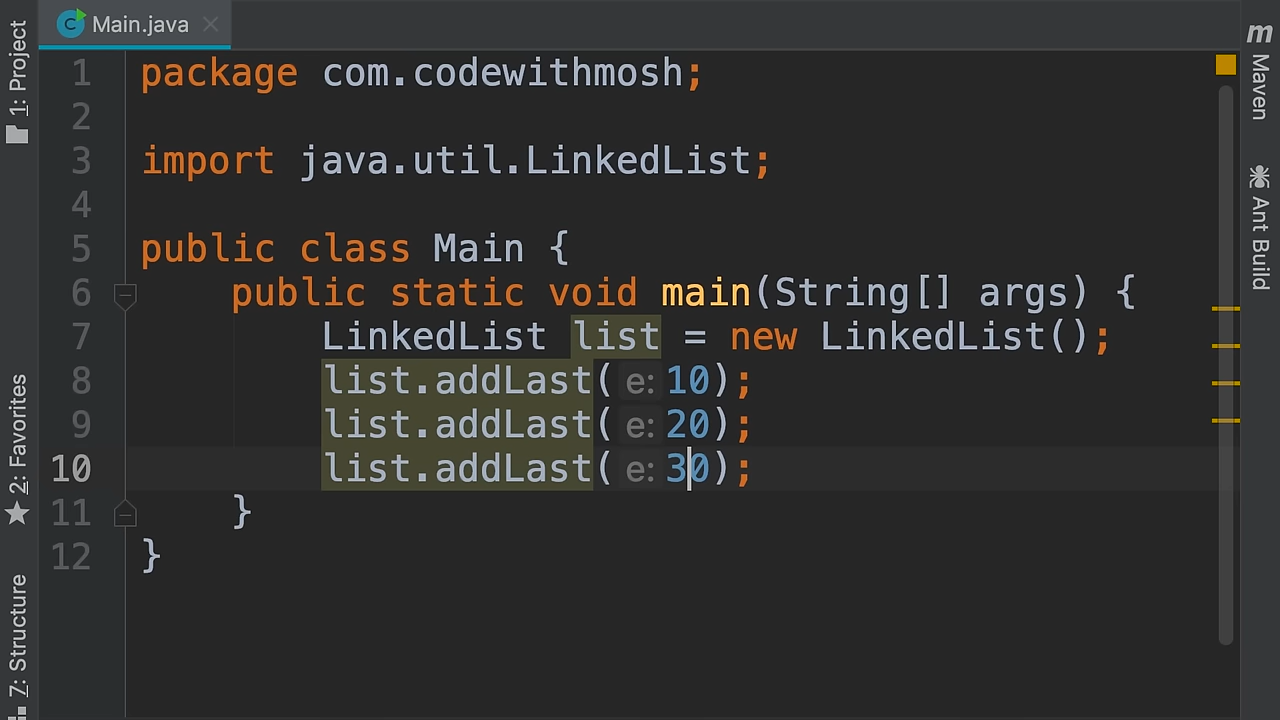 Main.java
1: Project
2: Favorites
7: Structure
1 package com.codewithmosh;
2
3 import java.util.LinkedList;
4
5 public class Main {
6     public static void main(String[] args) {
7         LinkedList list = new LinkedList();
8         list.addLast( e: 10);
9         list.addLast( e: 20);
10         list.addLast( e: 30);
11     }
12 }
m
Maven
Ant Build